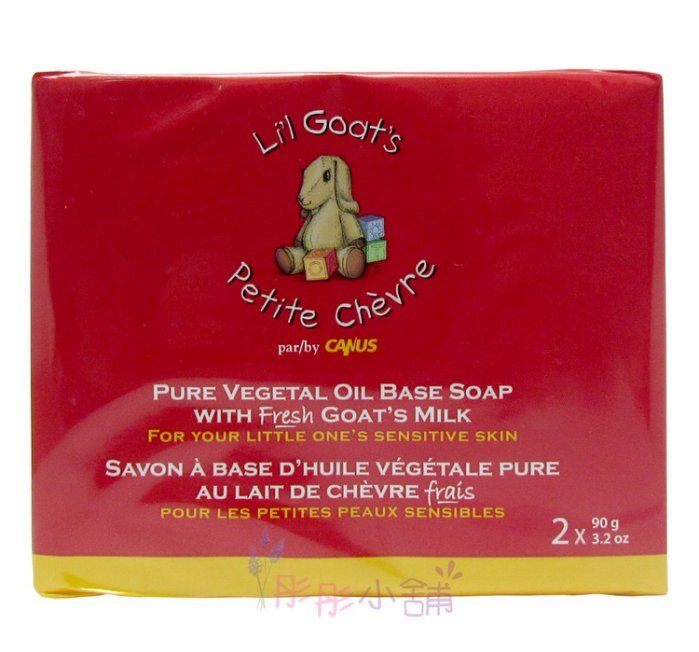 Li'l Goat's
Petite Chèvre
par/by CANUS
PURE VEGETAL OIL BASE SOAP
WITH Fresh GOAT'S MILK
FOR YOUR LITTLE ONE'S SENSITIVE SKIN
SAVON À BASE D'HUILE VÉGÉTALE PURE
AU LAIT DE CHÈVRE frais
POUR LES PETITES PEAUX SENSIBLES
2 x 90 g
3.2 oz
彤彤小舖